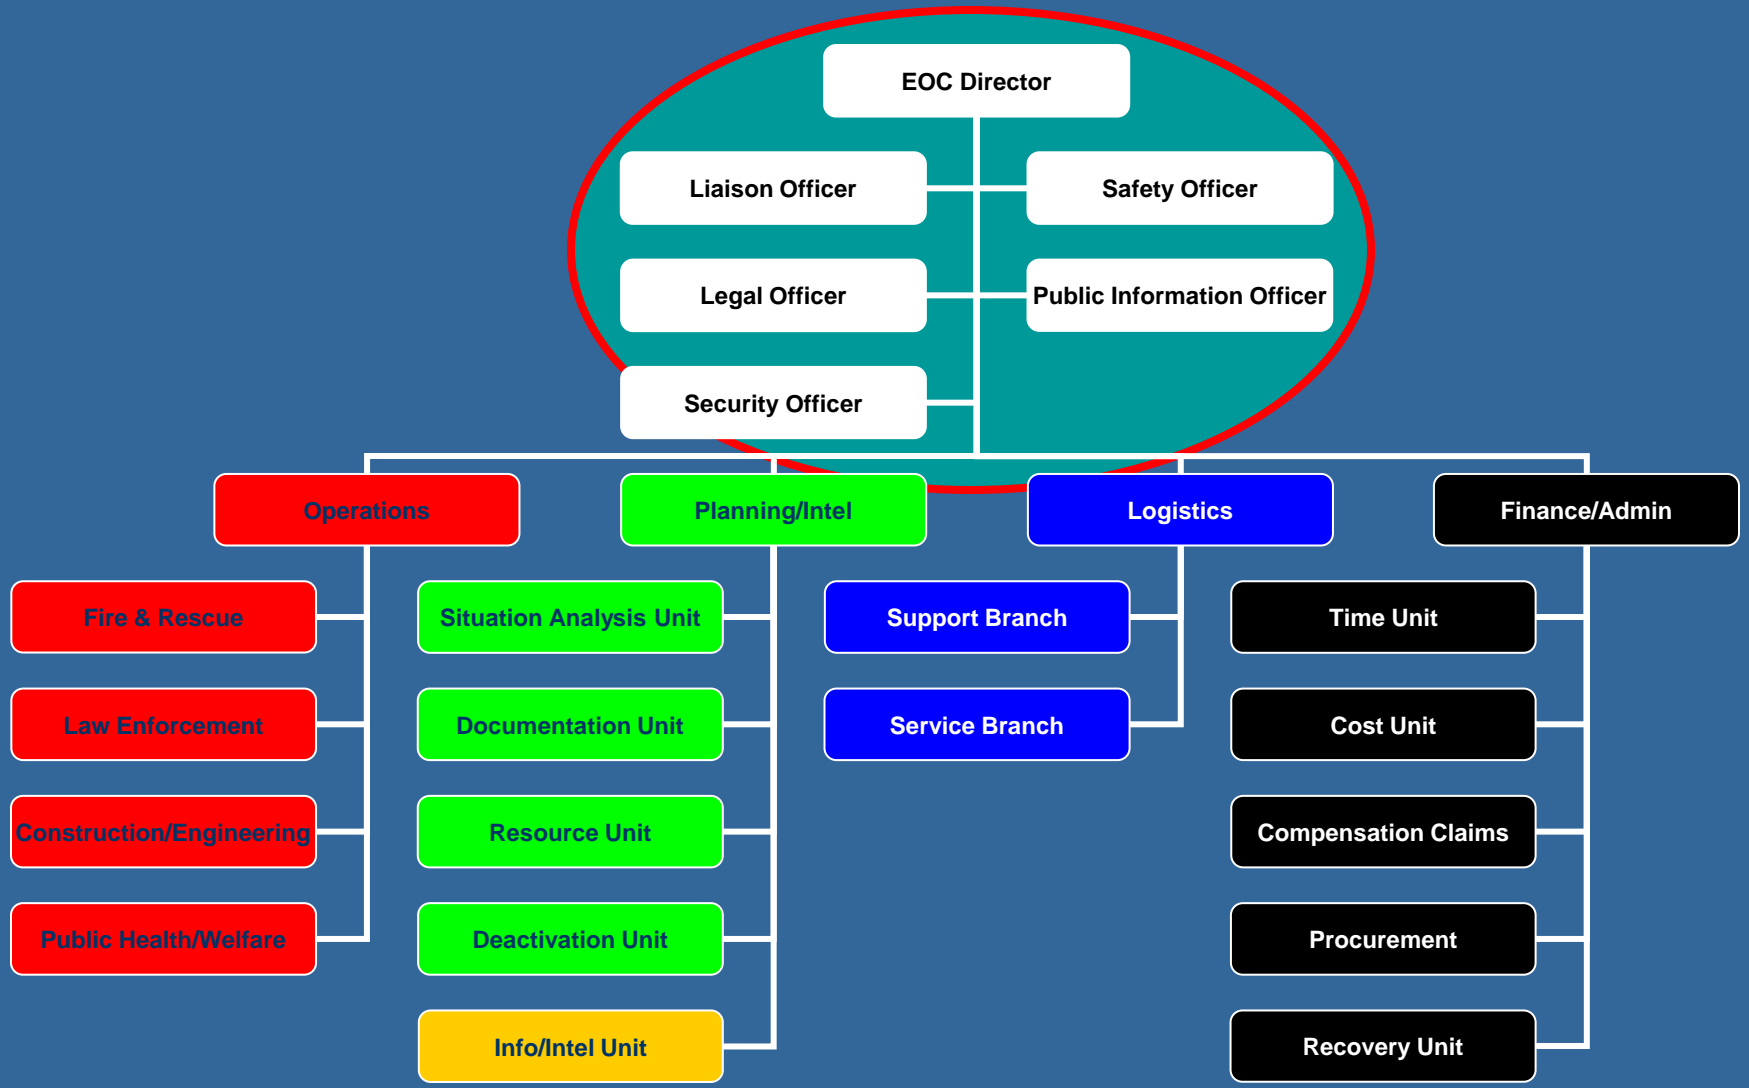 EOC Director
Liaison Officer
Safety Officer
Legal Officer
Public Information Officer
Security Officer
Operations
Planning/Intel
Logistics
Finance/Admin
Fire & Rescue
Situation Analysis Unit
Support Branch
Time Unit
Law Enforcement
Documentation Unit
Service Branch
Cost Unit
Construction/Engineering
Resource Unit
Compensation Claims
Public Health/Welfare
Deactivation Unit
Procurement
Info/Intel Unit
Recovery Unit